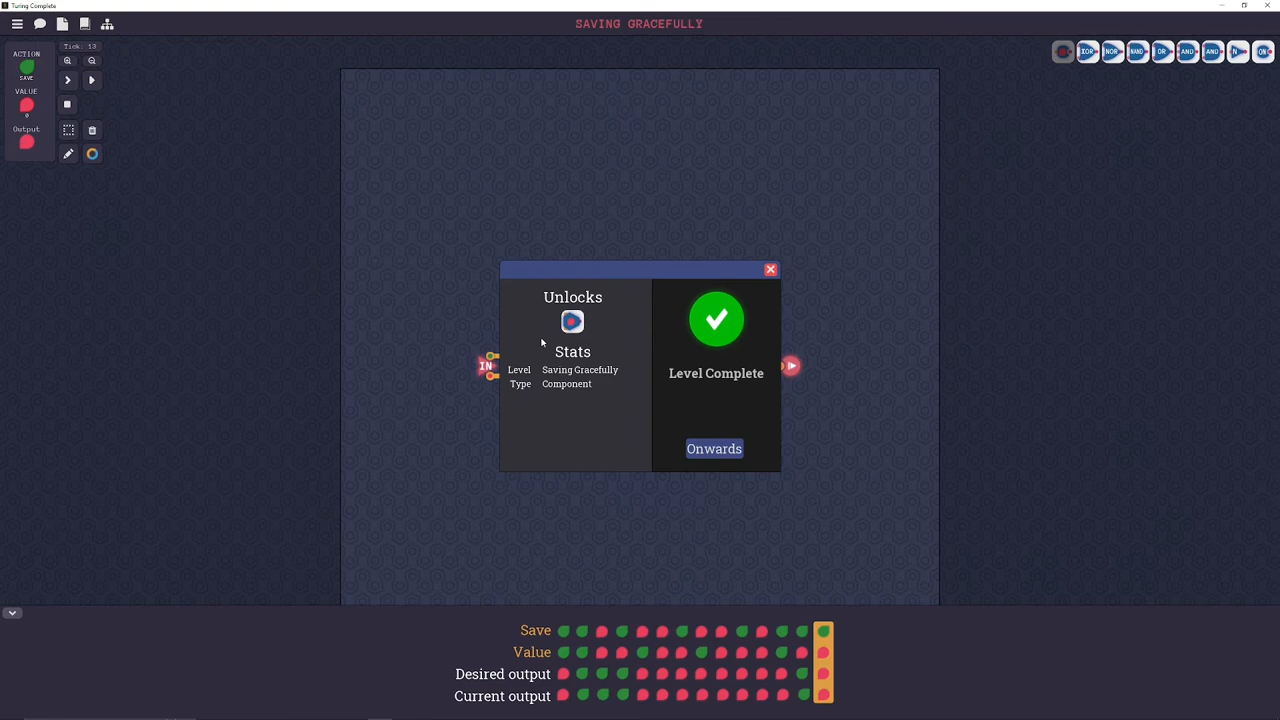 Turing Complete
SAVING GRACEFULLY
ACTION
SAVE
VALUE
0
Output
Tick: 13
XOR NOR NAND OR AND AND N ON
Unlocks
Stats
Level Saving Gracefully
Type Component
Level Complete
Onwards
IN
Save
Value
Desired output
Current output